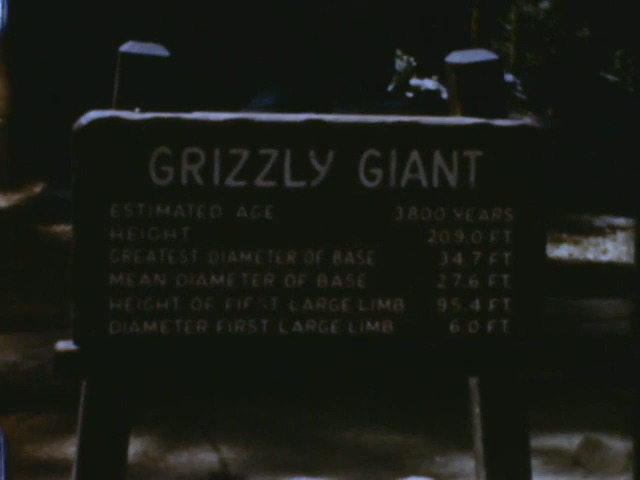 GRIZZLY GIANT
ESTIMATED AGE 3800 YEARS
HEIGHT 209.0 FT.
GREATEST DIAMETER OF BASE 34.7 FT.
MEAN DIAMETER OF BASE 27.6 FT.
HEIGHT OF FIRST LARGE LIMB 95.4 FT.
DIAMETER FIRST LARGE LIMB 6.0 FT.